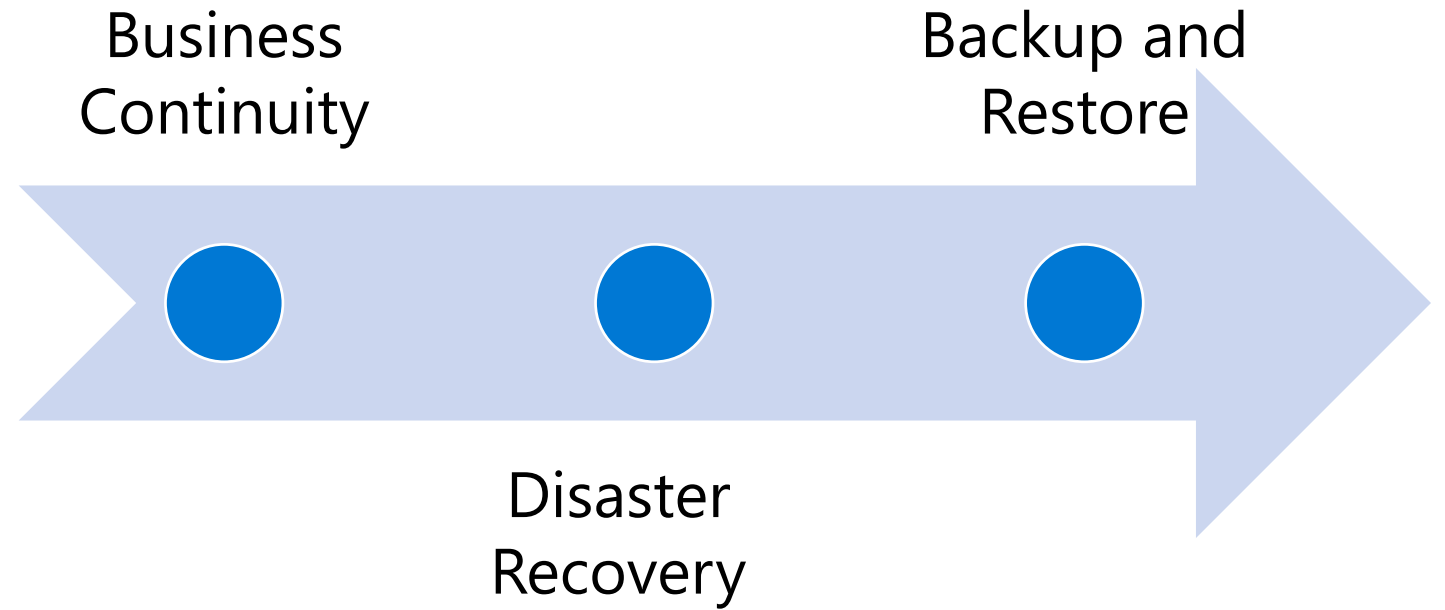 Business
Continuity
Disaster
Recovery
Backup and
Restore